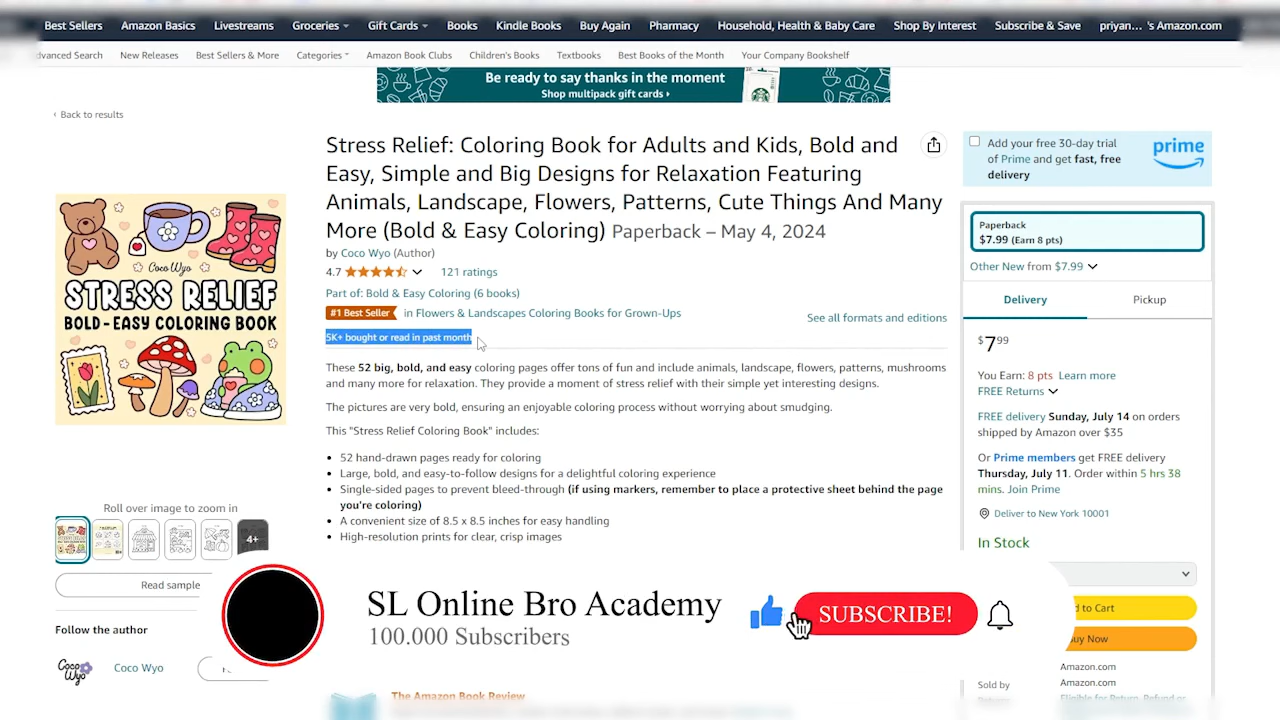 Best Sellers Amazon Basics Livestreams Groceries Gift Cards Books Kindle Books Buy Again Pharmacy Household, Health & Baby Care Shop By Interest Subscribe & Save priyan... 's Amazon.com
dvanced Search New Releases Best Sellers & More Categories Amazon Book Clubs Children's Books Textbooks Best Books of the Month Your Company Bookshelf
Be ready to say thanks in the moment
Shop multipack gift cards ›
‹ Back to results
Stress Relief: Coloring Book for Adults and Kids, Bold and
Easy, Simple and Big Designs for Relaxation Featuring
Animals, Landscape, Flowers, Patterns, Cute Things And Many
More (Bold & Easy Coloring) Paperback – May 4, 2024
by Coco Wyo (Author)
4.7 121 ratings
Part of: Bold & Easy Coloring (6 books)
#1 Best Seller in Flowers & Landscapes Coloring Books for Grown-Ups
5K+ bought or read in past month
See all formats and editions
These 52 big, bold, and easy coloring pages offer tons of fun and include animals, landscape, flowers, patterns, mushrooms
and many more for relaxation. They provide a moment of stress relief with their simple yet interesting designs.
The pictures are very bold, ensuring an enjoyable coloring process without worrying about smudging.
This "Stress Relief Coloring Book" includes:
• 52 hand-drawn pages ready for coloring
• Large, bold, and easy-to-follow designs for a delightful coloring experience
• Single-sided pages to prevent bleed-through (if using markers, remember to place a protective sheet behind the page
you're coloring)
• A convenient size of 8.5 x 8.5 inches for easy handling
• High-resolution prints for clear, crisp images
Coco Wyo
STRESS RELIEF
BOLD-EASY COLORING BOOK
Roll over image to zoom in
4+
Read sample
Follow the author
Coco Wyo
Coco Wyo
Add your free 30-day trial
of Prime and get fast, free
delivery
prime
Paperback
$7.99 (Earn 8 pts)
Other New from $7.99
Delivery Pickup
$7.99
You Earn: 8 pts Learn more
FREE Returns
FREE delivery Sunday, July 14 on orders
shipped by Amazon over $35
Or Prime members get FREE delivery
Thursday, July 11. Order within 5 hrs 38
mins. Join Prime
Deliver to New York 10001
In Stock
d to Cart
uy Now
Amazon.com
Sold by Amazon.com
Eligible for Return, Refund or
SL Online Bro Academy
100.000 Subscribers
SUBSCRIBE!
The Amazon Book Review